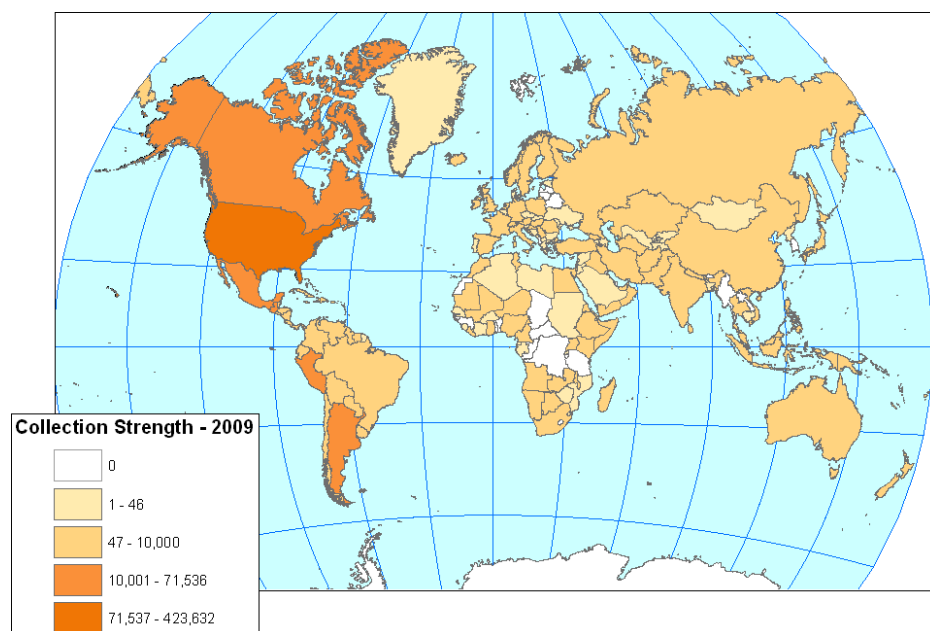 Collection Strength - 2009
0
1 - 46
47 - 10,000
10,001 - 71,536
71,537 - 423,632